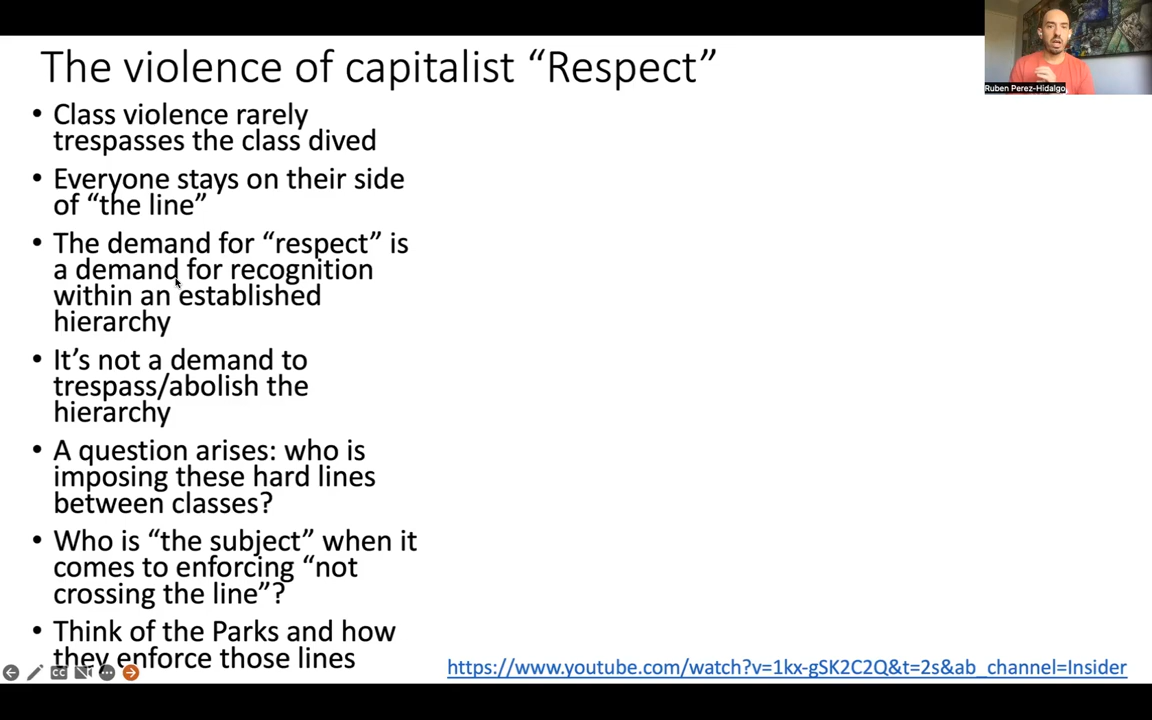 The violence of capitalist “Respect”
• Class violence rarely
trespasses the class dived
• Everyone stays on their side
of “the line”
• The demand for “respect” is
a demand for recognition
within an established
hierarchy
• It’s not a demand to
trespass/abolish the
hierarchy
• A question arises: who is
imposing these hard lines
between classes?
• Who is “the subject” when it
comes to enforcing “not
crossing the line”?
• Think of the Parks and how
they enforce those lines
https://www.youtube.com/watch?v=1kx-gSK2C2Q&t=2s&ab_channel=Insider
Ruben Perez-Hidalgo
CC